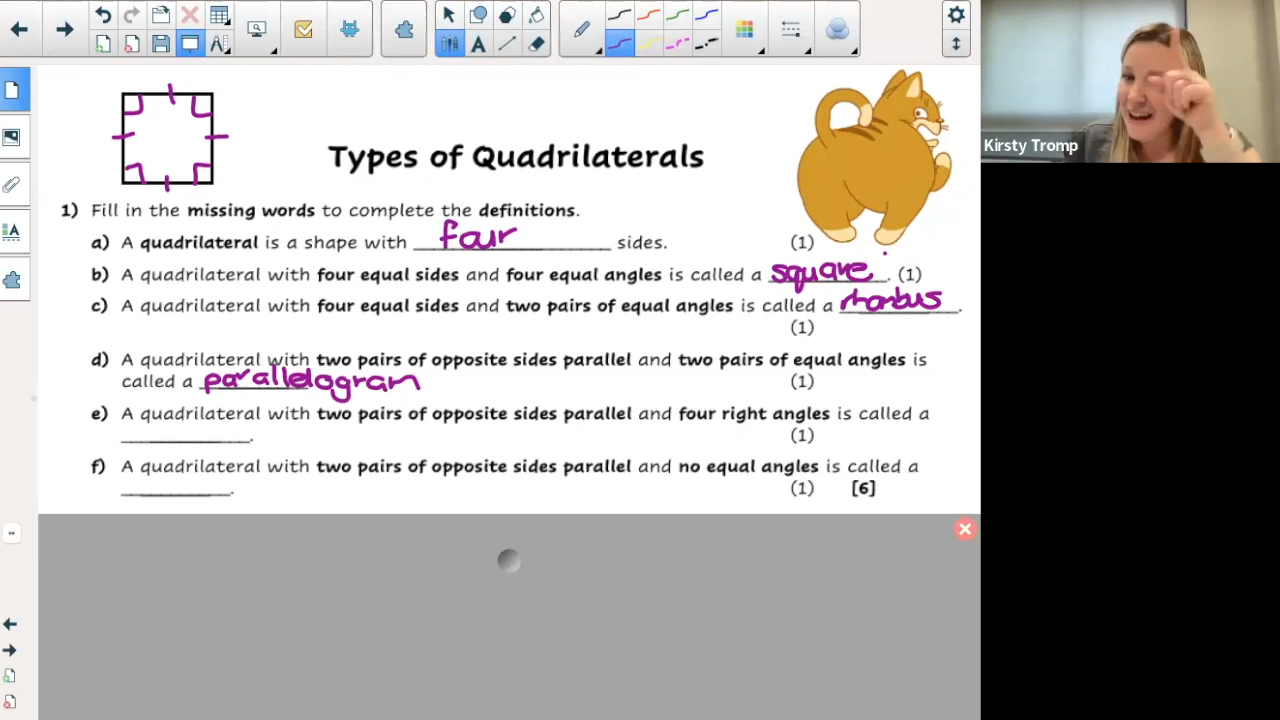 Kirsty Tromp
Types of Quadrilaterals
1) Fill in the missing words to complete the definitions.
a) A quadrilateral is a shape with four sides. (1)
b) A quadrilateral with four equal sides and four equal angles is called a square. (1)
c) A quadrilateral with four equal sides and two pairs of equal angles is called a rhombus.
(1)
d) A quadrilateral with two pairs of opposite sides parallel and two pairs of equal angles is
called a parallelogram (1)
e) A quadrilateral with two pairs of opposite sides parallel and four right angles is called a
____________. (1)
f) A quadrilateral with two pairs of opposite sides parallel and no equal angles is called a
____________. (1) [6]